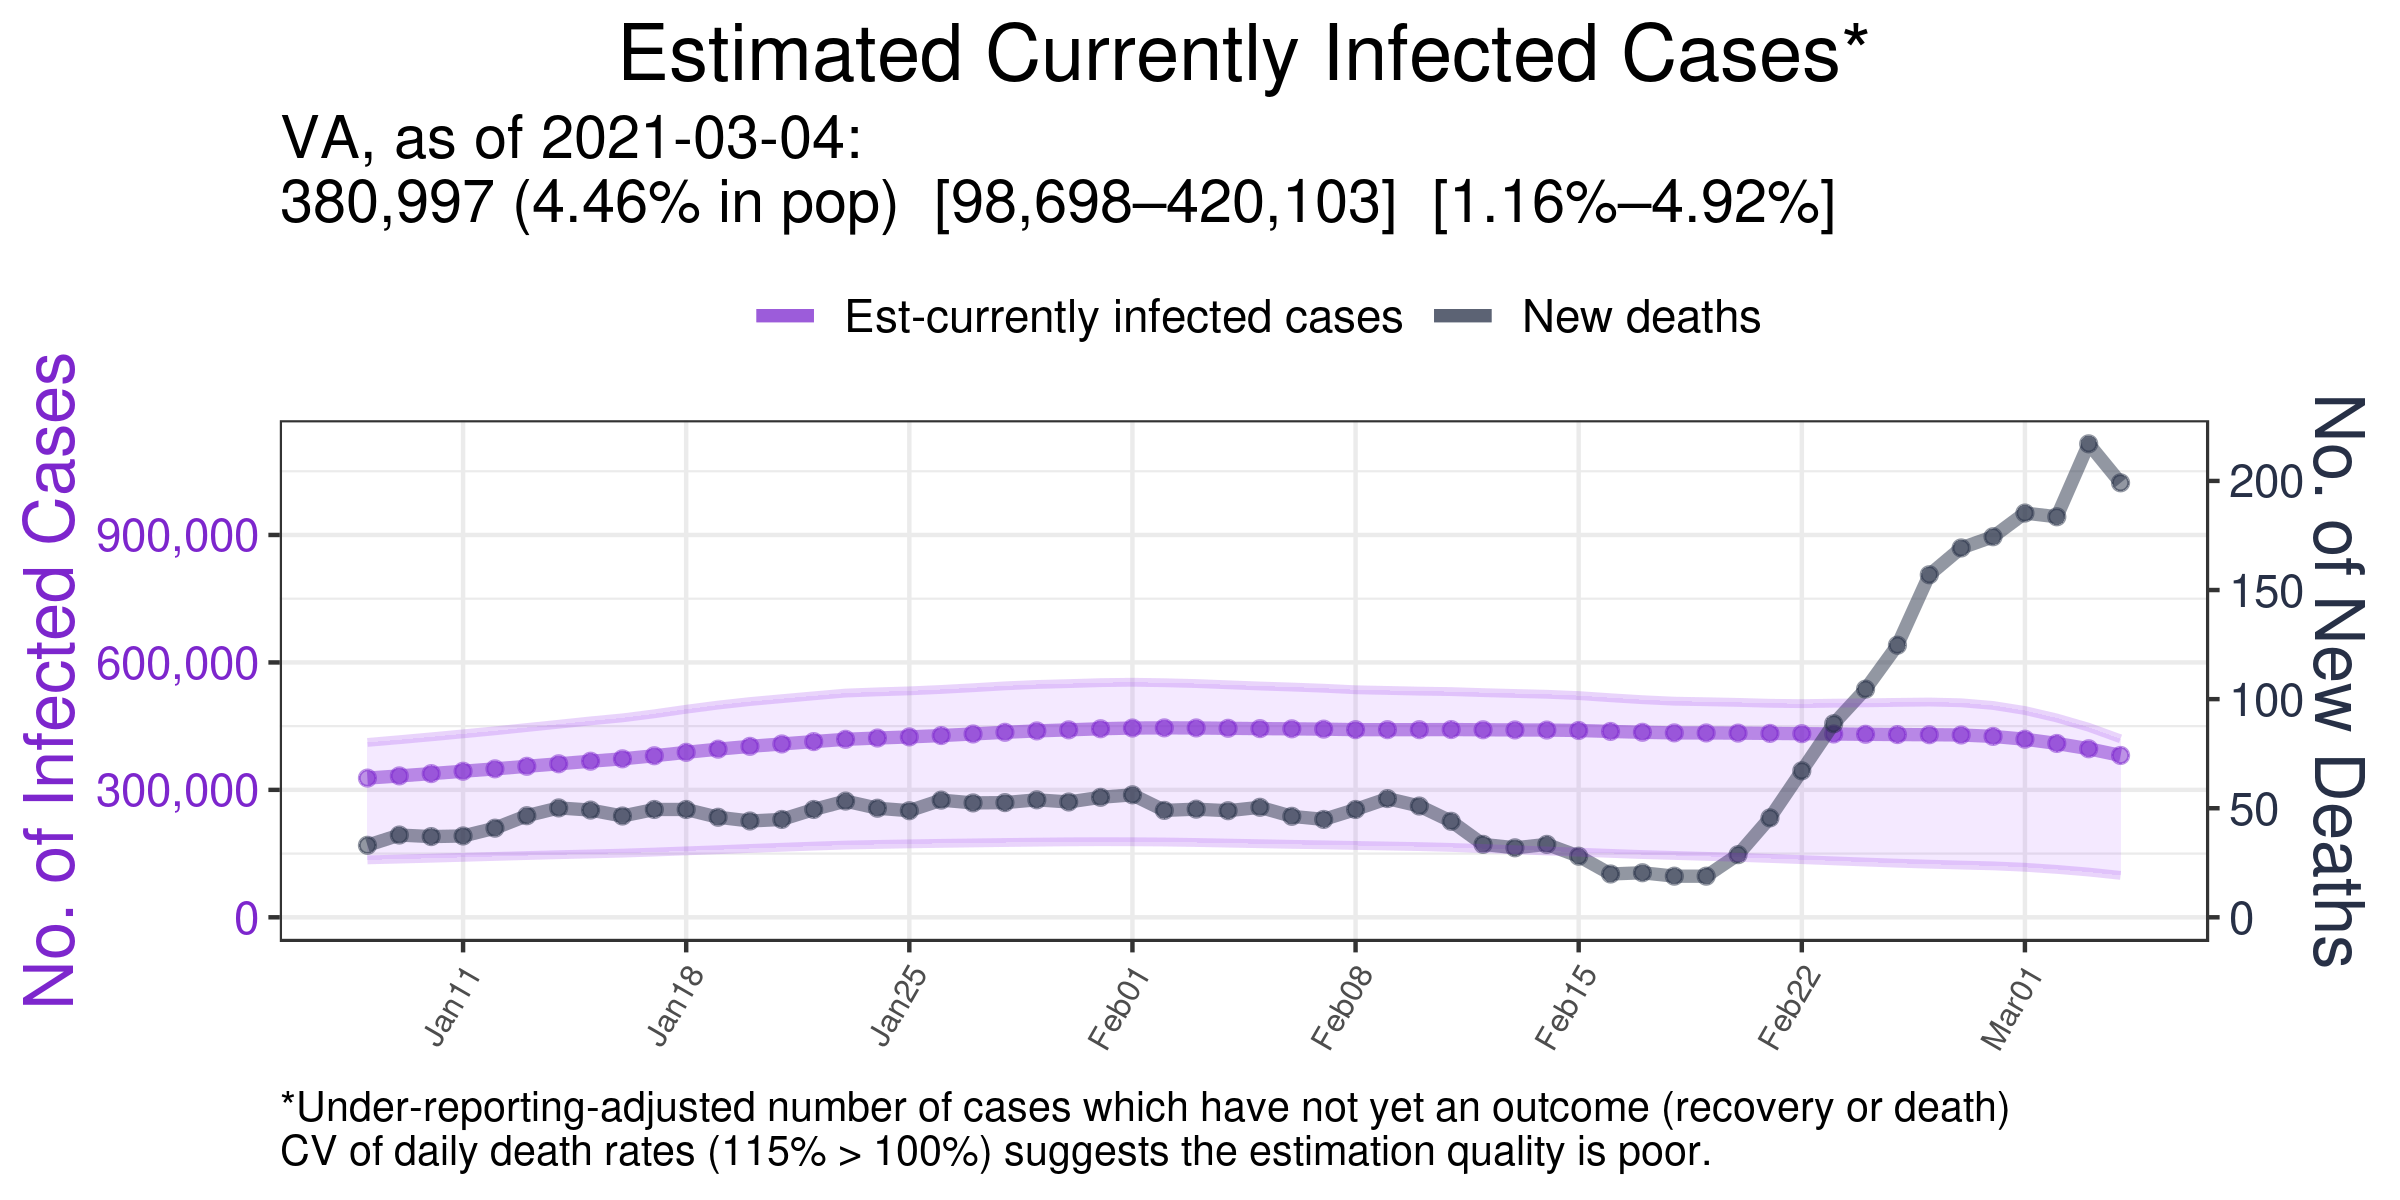 Estimated Currently Infected Cases*
VA, as of 2021-03-04:
380,997 (4.46% in pop)  [98,698–420,103]  [1.16%–4.92%]
Est-currently infected cases
New deaths
No. of Infected Cases
900,000
600,000
300,000
0
200
150
100
50
0
No. of New Deaths
Jan11
Jan18
Jan25
Feb01
Feb08
Feb15
Feb22
Mar01
*Under-reporting-adjusted number of cases which have not yet an outcome (recovery or death)
CV of daily death rates (115% > 100%) suggests the estimation quality is poor.